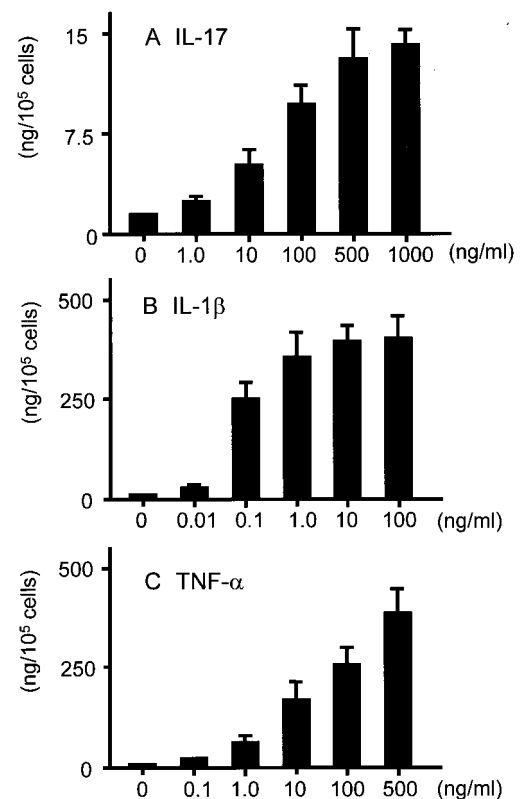 A IL-17
(ng/10⁵ cells)
15
7.5
0
0 1.0 10 100 500 1000 (ng/ml)
B IL-1β
(ng/10⁵ cells)
500
250
0
0 0.01 0.1 1.0 10 100 (ng/ml)
C TNF-α
(ng/10⁵ cells)
500
250
0
0 0.1 1.0 10 100 500 (ng/ml)